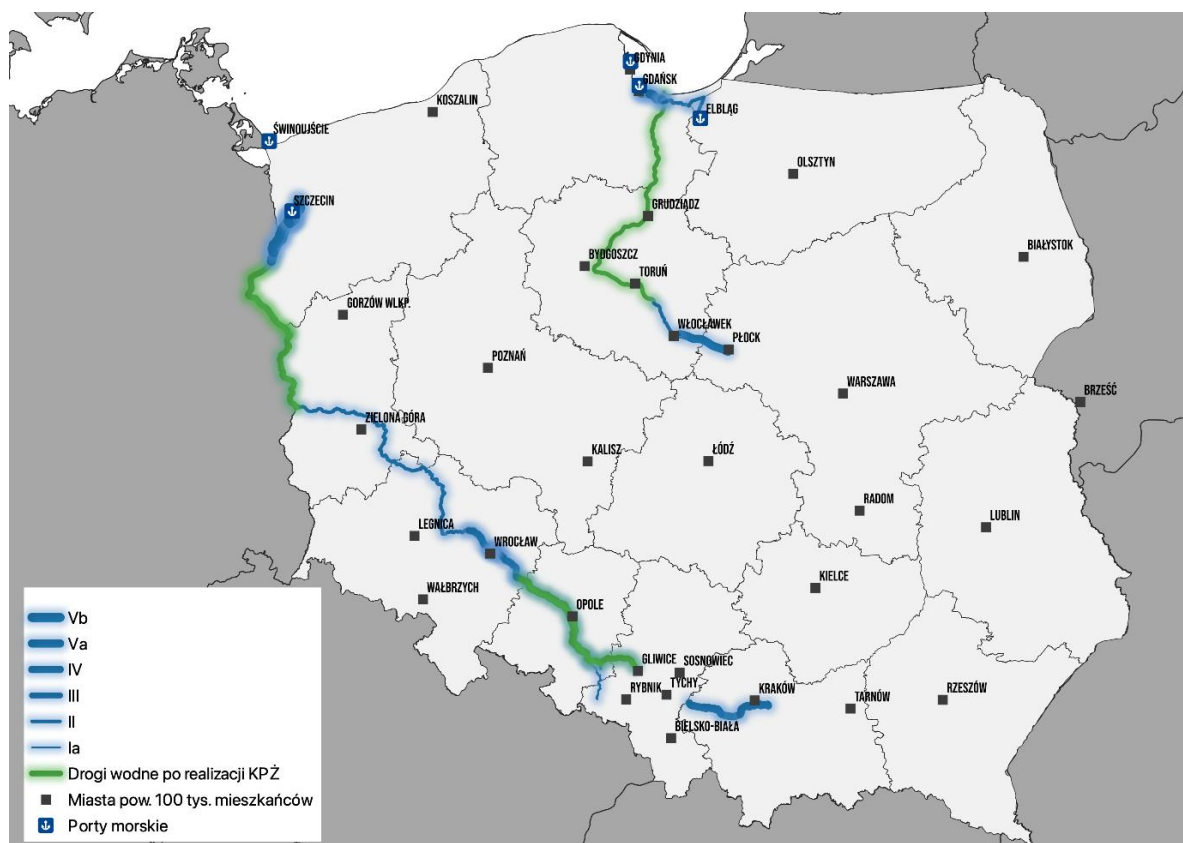 GDYNIA
GDAŃSK
ELBLĄG
KOSZALIN
ŚWINOUJŚCIE
OLSZTYN
SZCZECIN
GRUDZIĄDZ
BIAŁYSTOK
BYDGOSZCZ
TORUŃ
GORZÓW WLKP.
WŁOCŁAWEK
PŁOCK
POZNAŃ
WARSZAWA
BRZEŚĆ
ZIELONA GÓRA
KALISZ
ŁÓDŹ
RADOM
LUBLIN
LEGNICA
WROCŁAW
KIELCE
WAŁBRZYCH
OPOLE
GLIWICE
SOSNOWIEC
RYBNIK
TYCHY
KRAKÓW
TARNÓW
RZESZÓW
BIELSKO-BIAŁA
Vb
Va
IV
III
II
Ia
Drogi wodne po realizacji KPŻ
Miasta pow. 100 tys. mieszkańców
Porty morskie